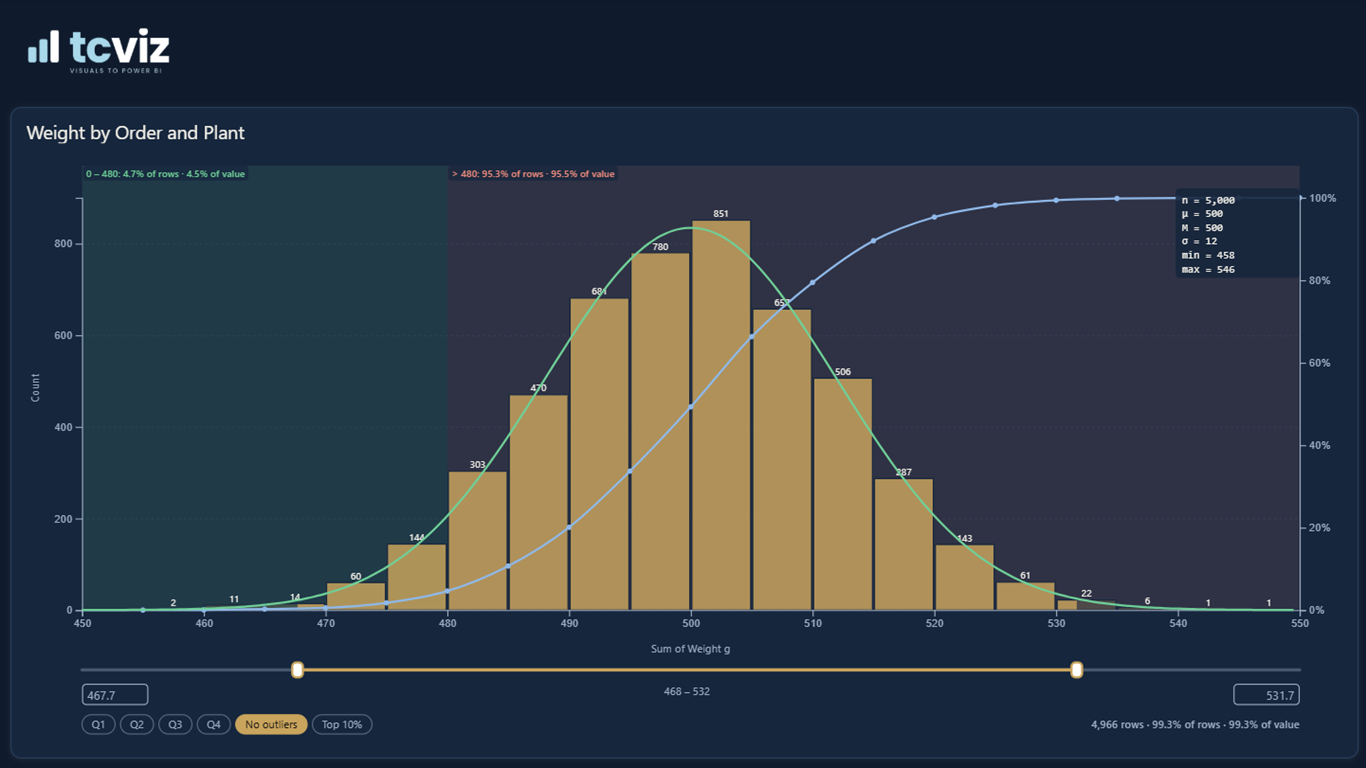 tcviz
VISUALS TO POWER BI
Weight by Order and Plant
0 – 480: 4.7% of rows · 4.5% of value
> 480: 95.3% of rows · 95.5% of value
n = 5,000
μ = 500
M = 500
σ = 12
min = 458
max = 546
Count
800
600
400
200
0
100%
80%
60%
40%
20%
0%
2
11
14
60
144
303
470
681
780
851
657
506
287
143
61
22
6
1
1
450 460 470 480 490 500 510 520 530 540 550
Sum of Weight g
467.7
468 – 532
531.7
Q1 Q2 Q3 Q4 No outliers Top 10%
4,966 rows · 99.3% of rows · 99.3% of value